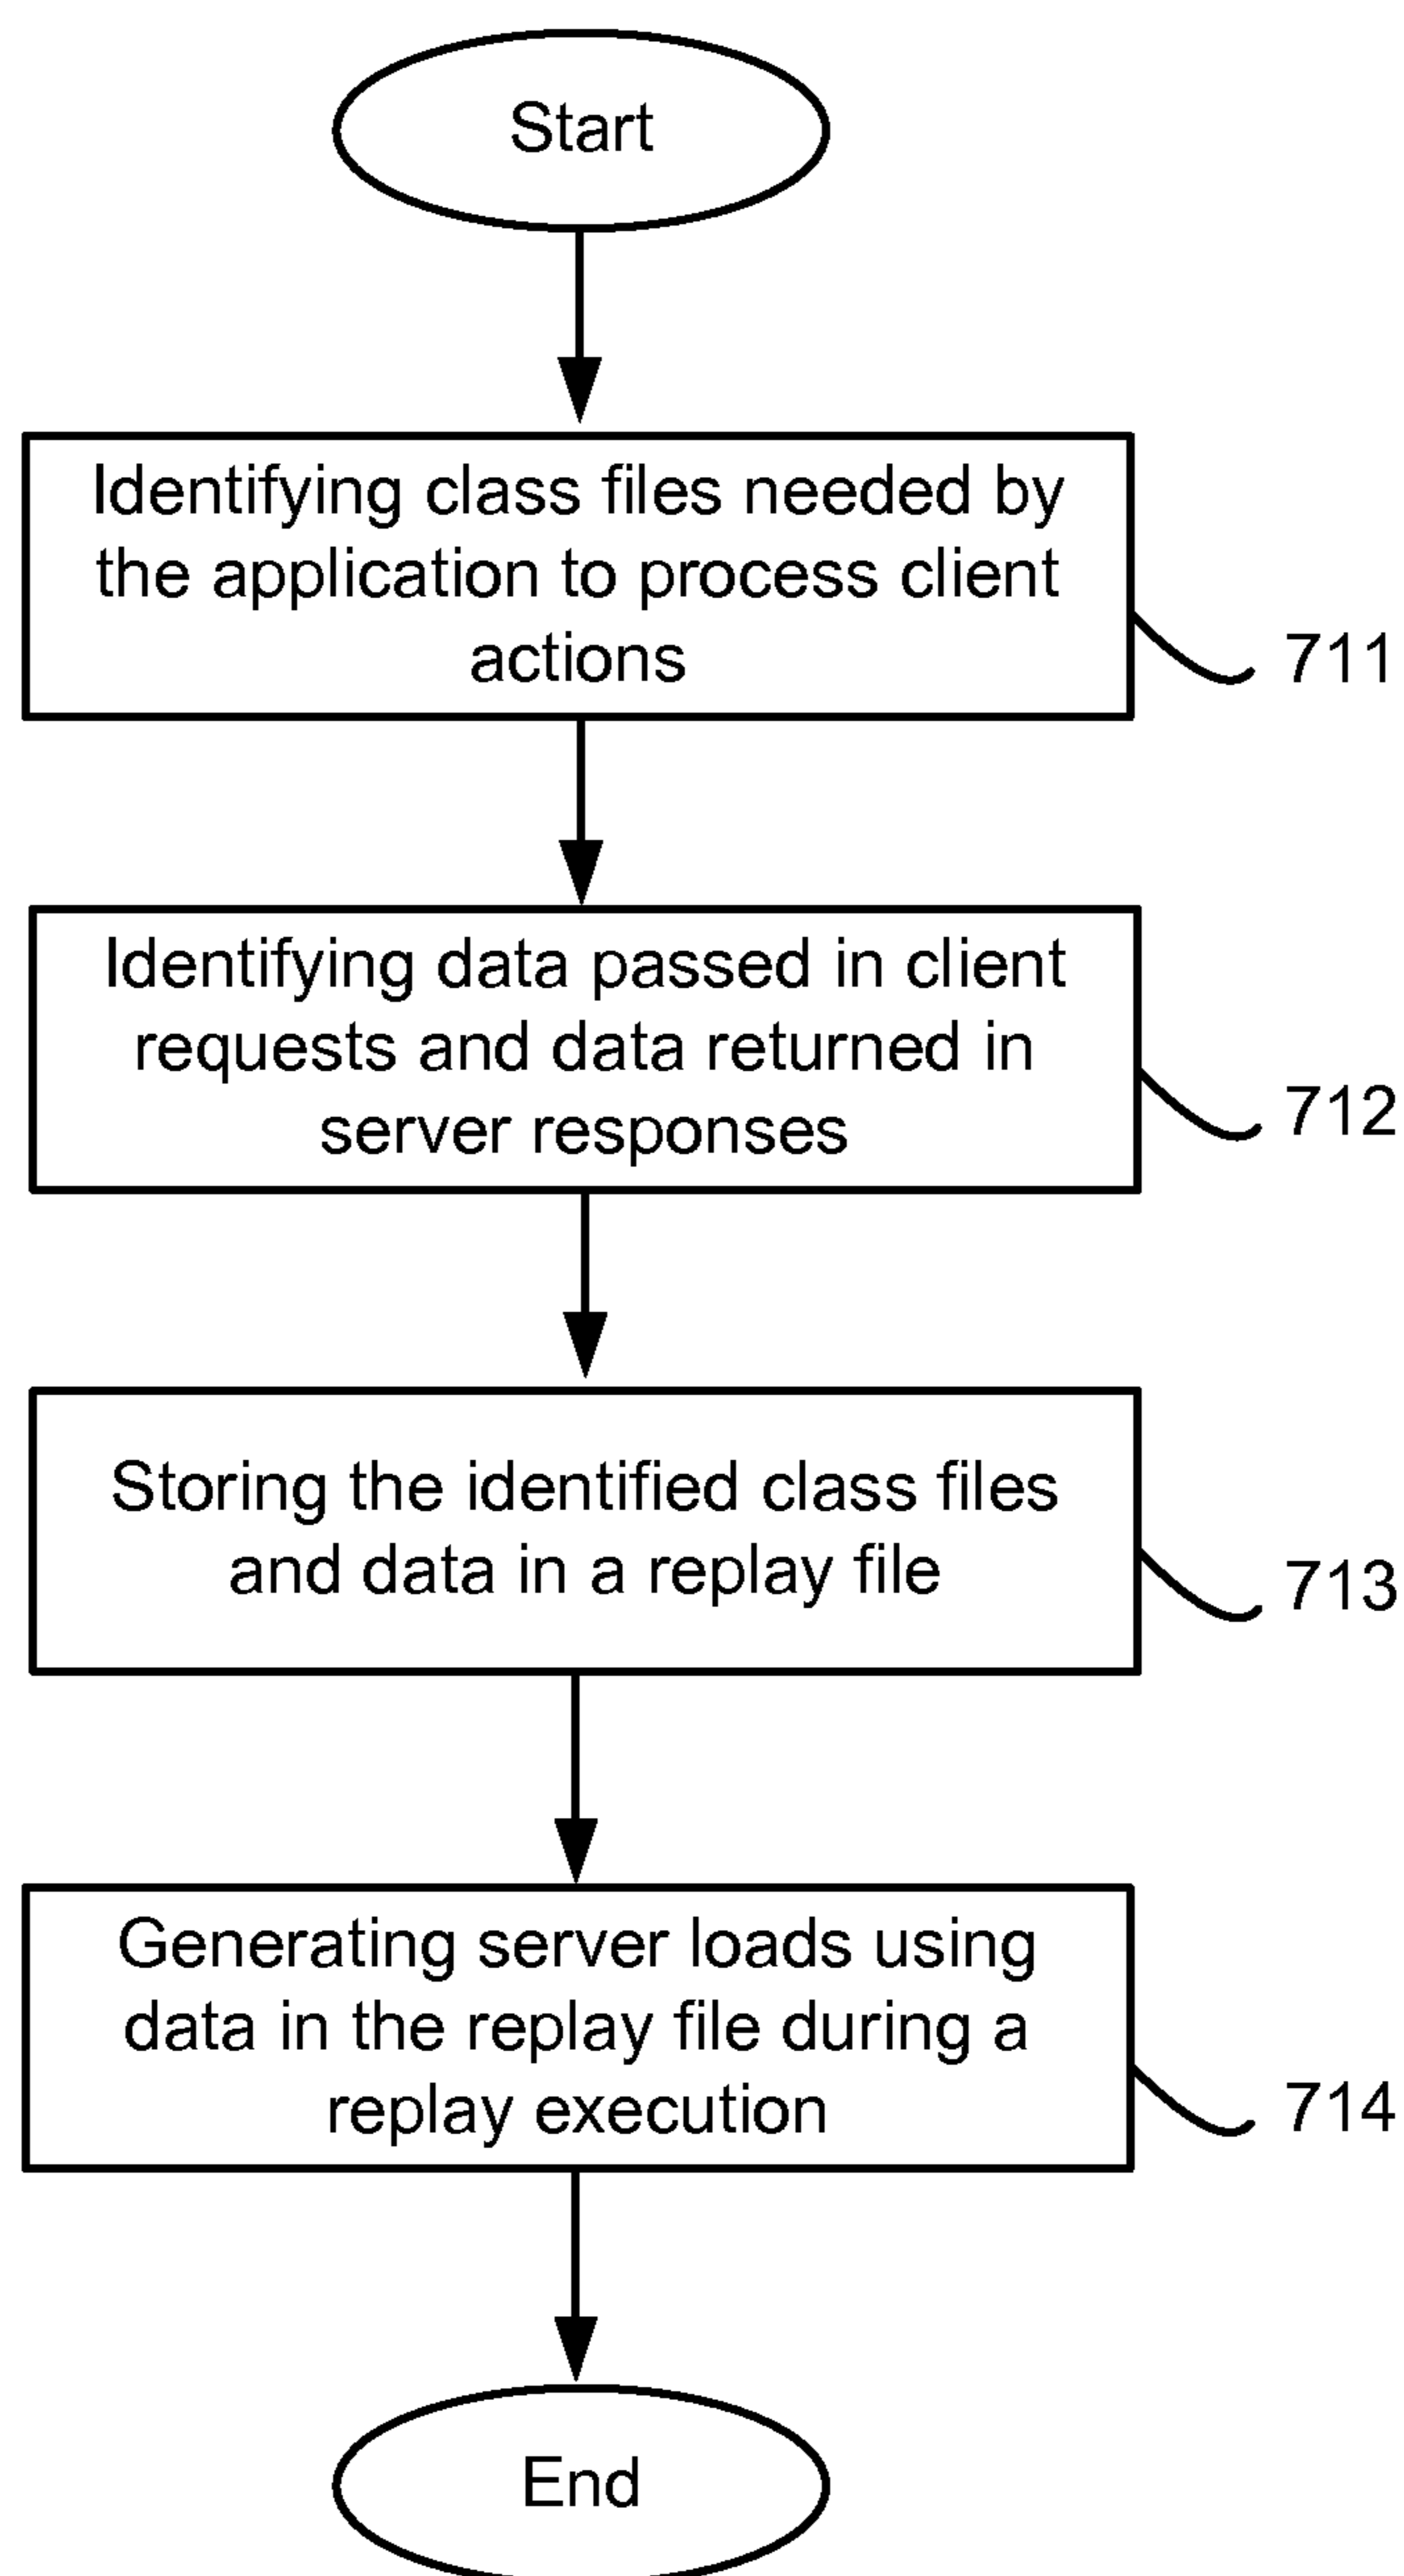 Start
Identifying class files needed by
the application to process client
actions
711
Identifying data passed in client
requests and data returned in
server responses
712
Storing the identified class files
and data in a replay file
713
Generating server loads using
data in the replay file during a
replay execution
714
End